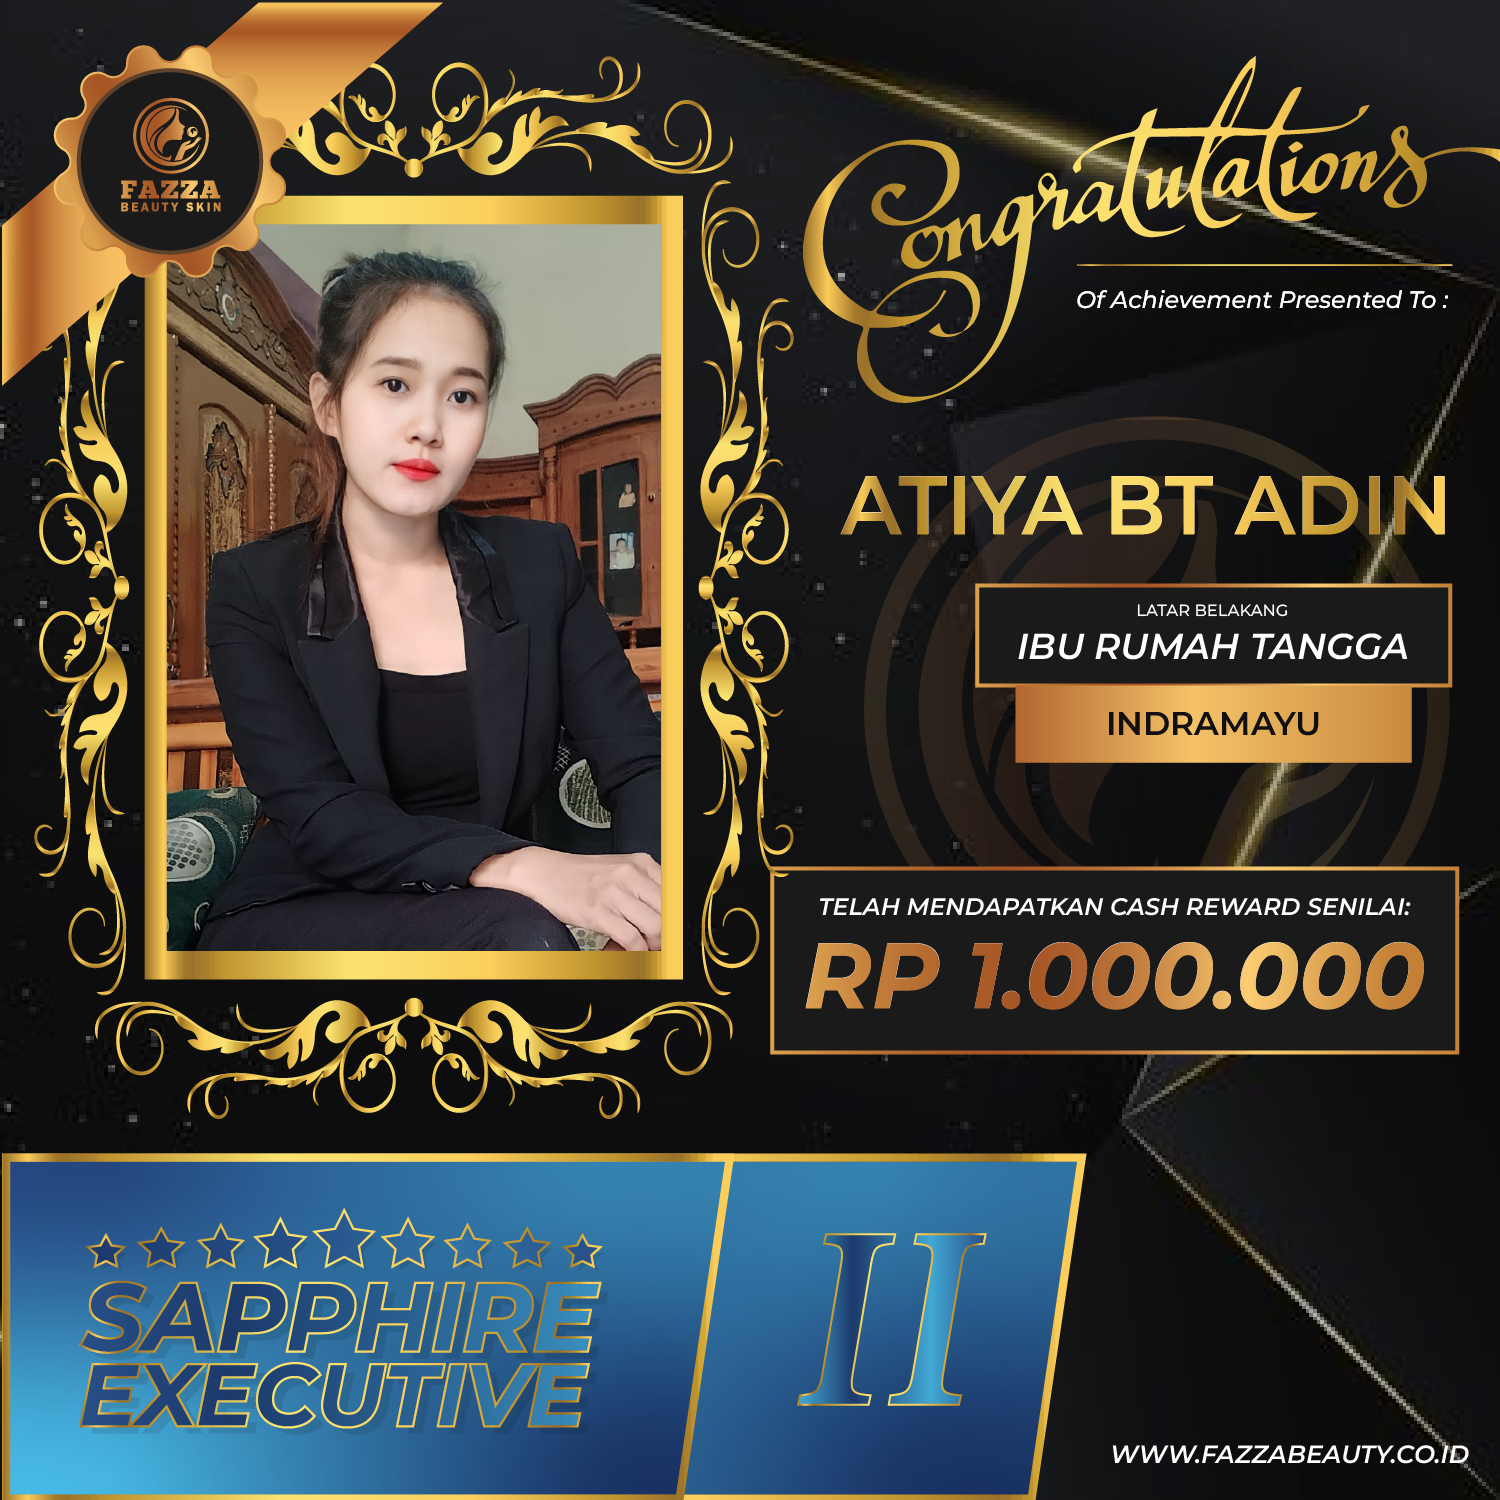 FAZZA
BEAUTY SKIN
Congratulations
Of Achievement Presented To :
ATIYA BT ADIN
LATAR BELAKANG
IBU RUMAH TANGGA
INDRAMAYU
TELAH MENDAPATKAN CASH REWARD SENILAI:
RP 1.000.000
SAPPHIRE
EXECUTIVE
II
WWW.FAZZABEAUTY.CO.ID